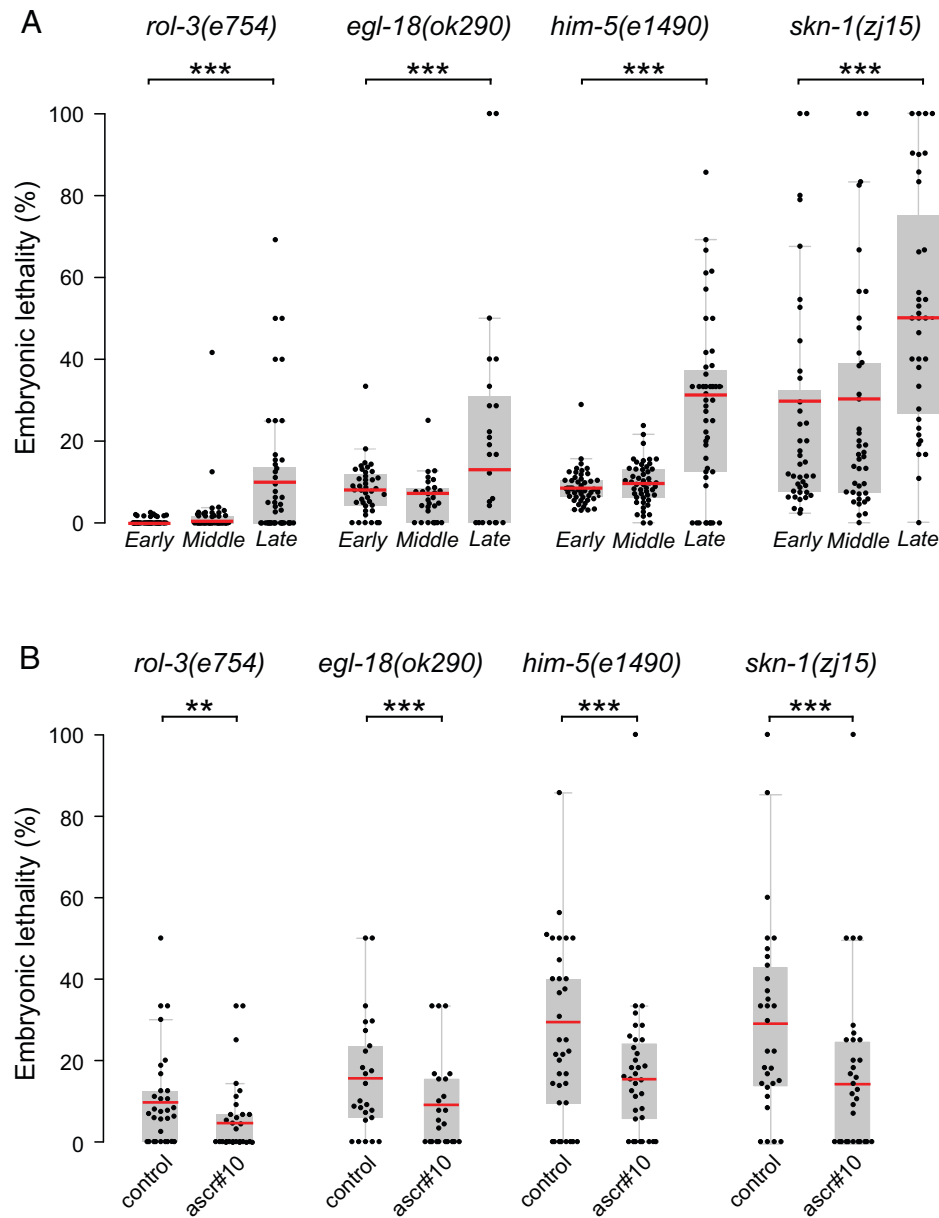 A
rol-3(e754) egl-18(ok290) him-5(e1490) skn-1(zj15)
*** *** *** ***
Embryonic lethality (%)
100
80
60
40
20
0
Early Middle Late Early Middle Late Early Middle Late Early Middle Late
B
rol-3(e754) egl-18(ok290) him-5(e1490) skn-1(zj15)
** *** *** ***
Embryonic lethality (%)
100
80
60
40
20
0
control ascr#10 control ascr#10 control ascr#10 control ascr#10